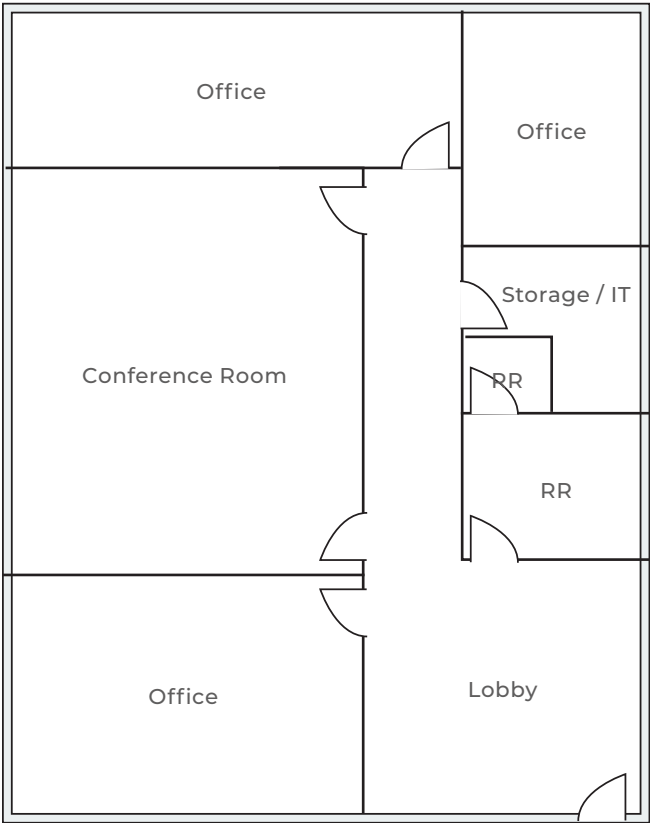 Office
Office
Storage / IT
Conference Room
RR
RR
Office
Lobby